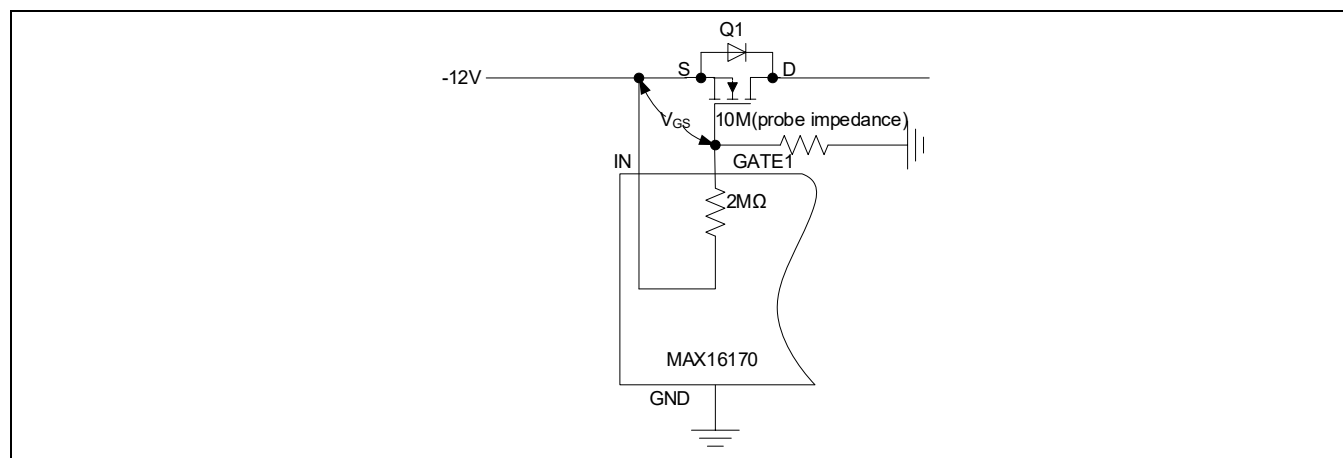 Q1
-12V
S
D
VGS
10M(probe impedance)
IN
GATE1
2MΩ
MAX16170
GND